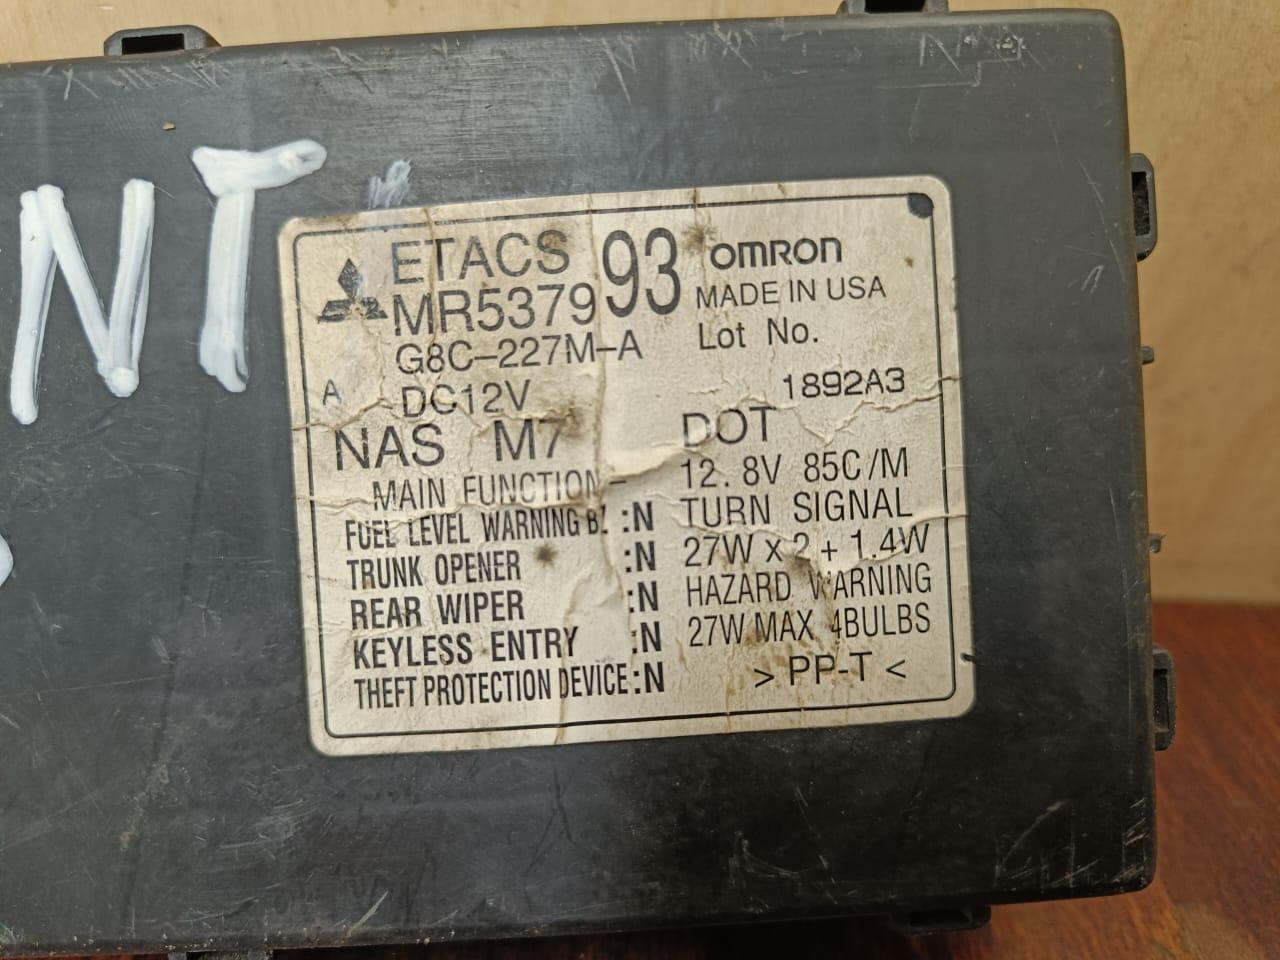 NT
ETACS 93
MR5379
G8C-227M-A
A DC12V
NAS M7
MAIN FUNCTION
FUEL LEVEL WARNING BZ :N
TRUNK OPENER :N
REAR WIPER :N
KEYLESS ENTRY :N
THEFT PROTECTION DEVICE:N
OMRON
MADE IN USA
Lot No.
1892A3
DOT
12.8V 85C/M
TURN SIGNAL
27W x 2 + 1.4W
HAZARD WARNING
27W MAX 4BULBS
> PP-T <